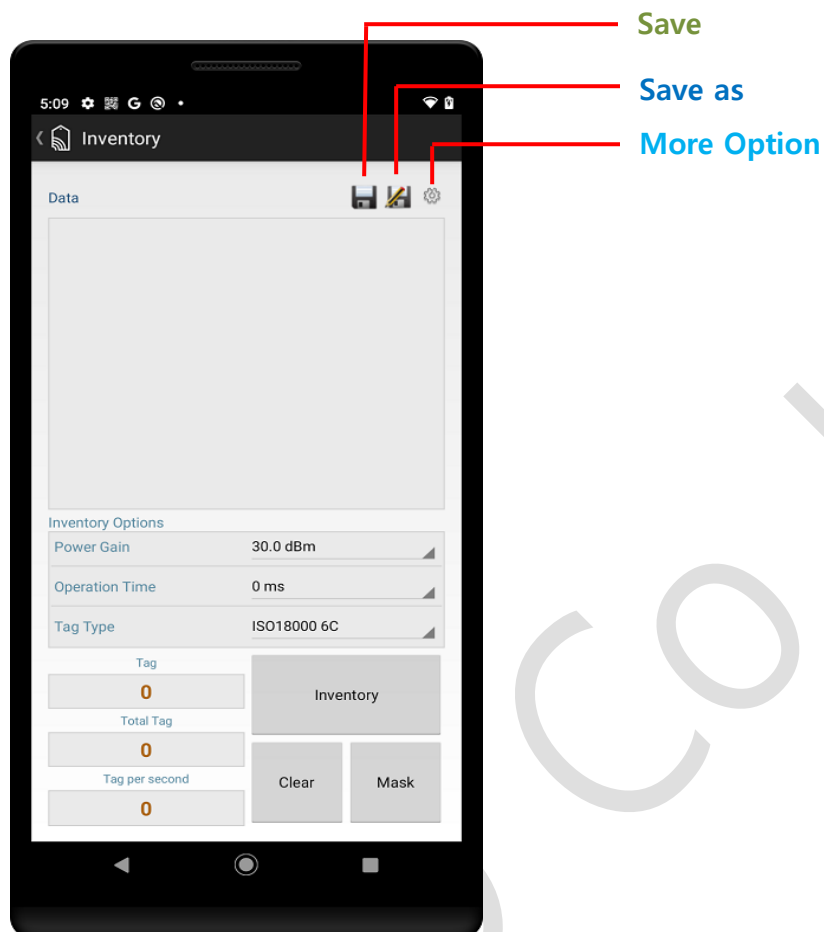 Save
Save as
More Option
5:09
Inventory
Data
Inventory Options
Power Gain 30.0 dBm
Operation Time 0 ms
Tag Type ISO18000 6C
Tag
0
Total Tag
0
Tag per second
0
Inventory
Clear Mask
Co